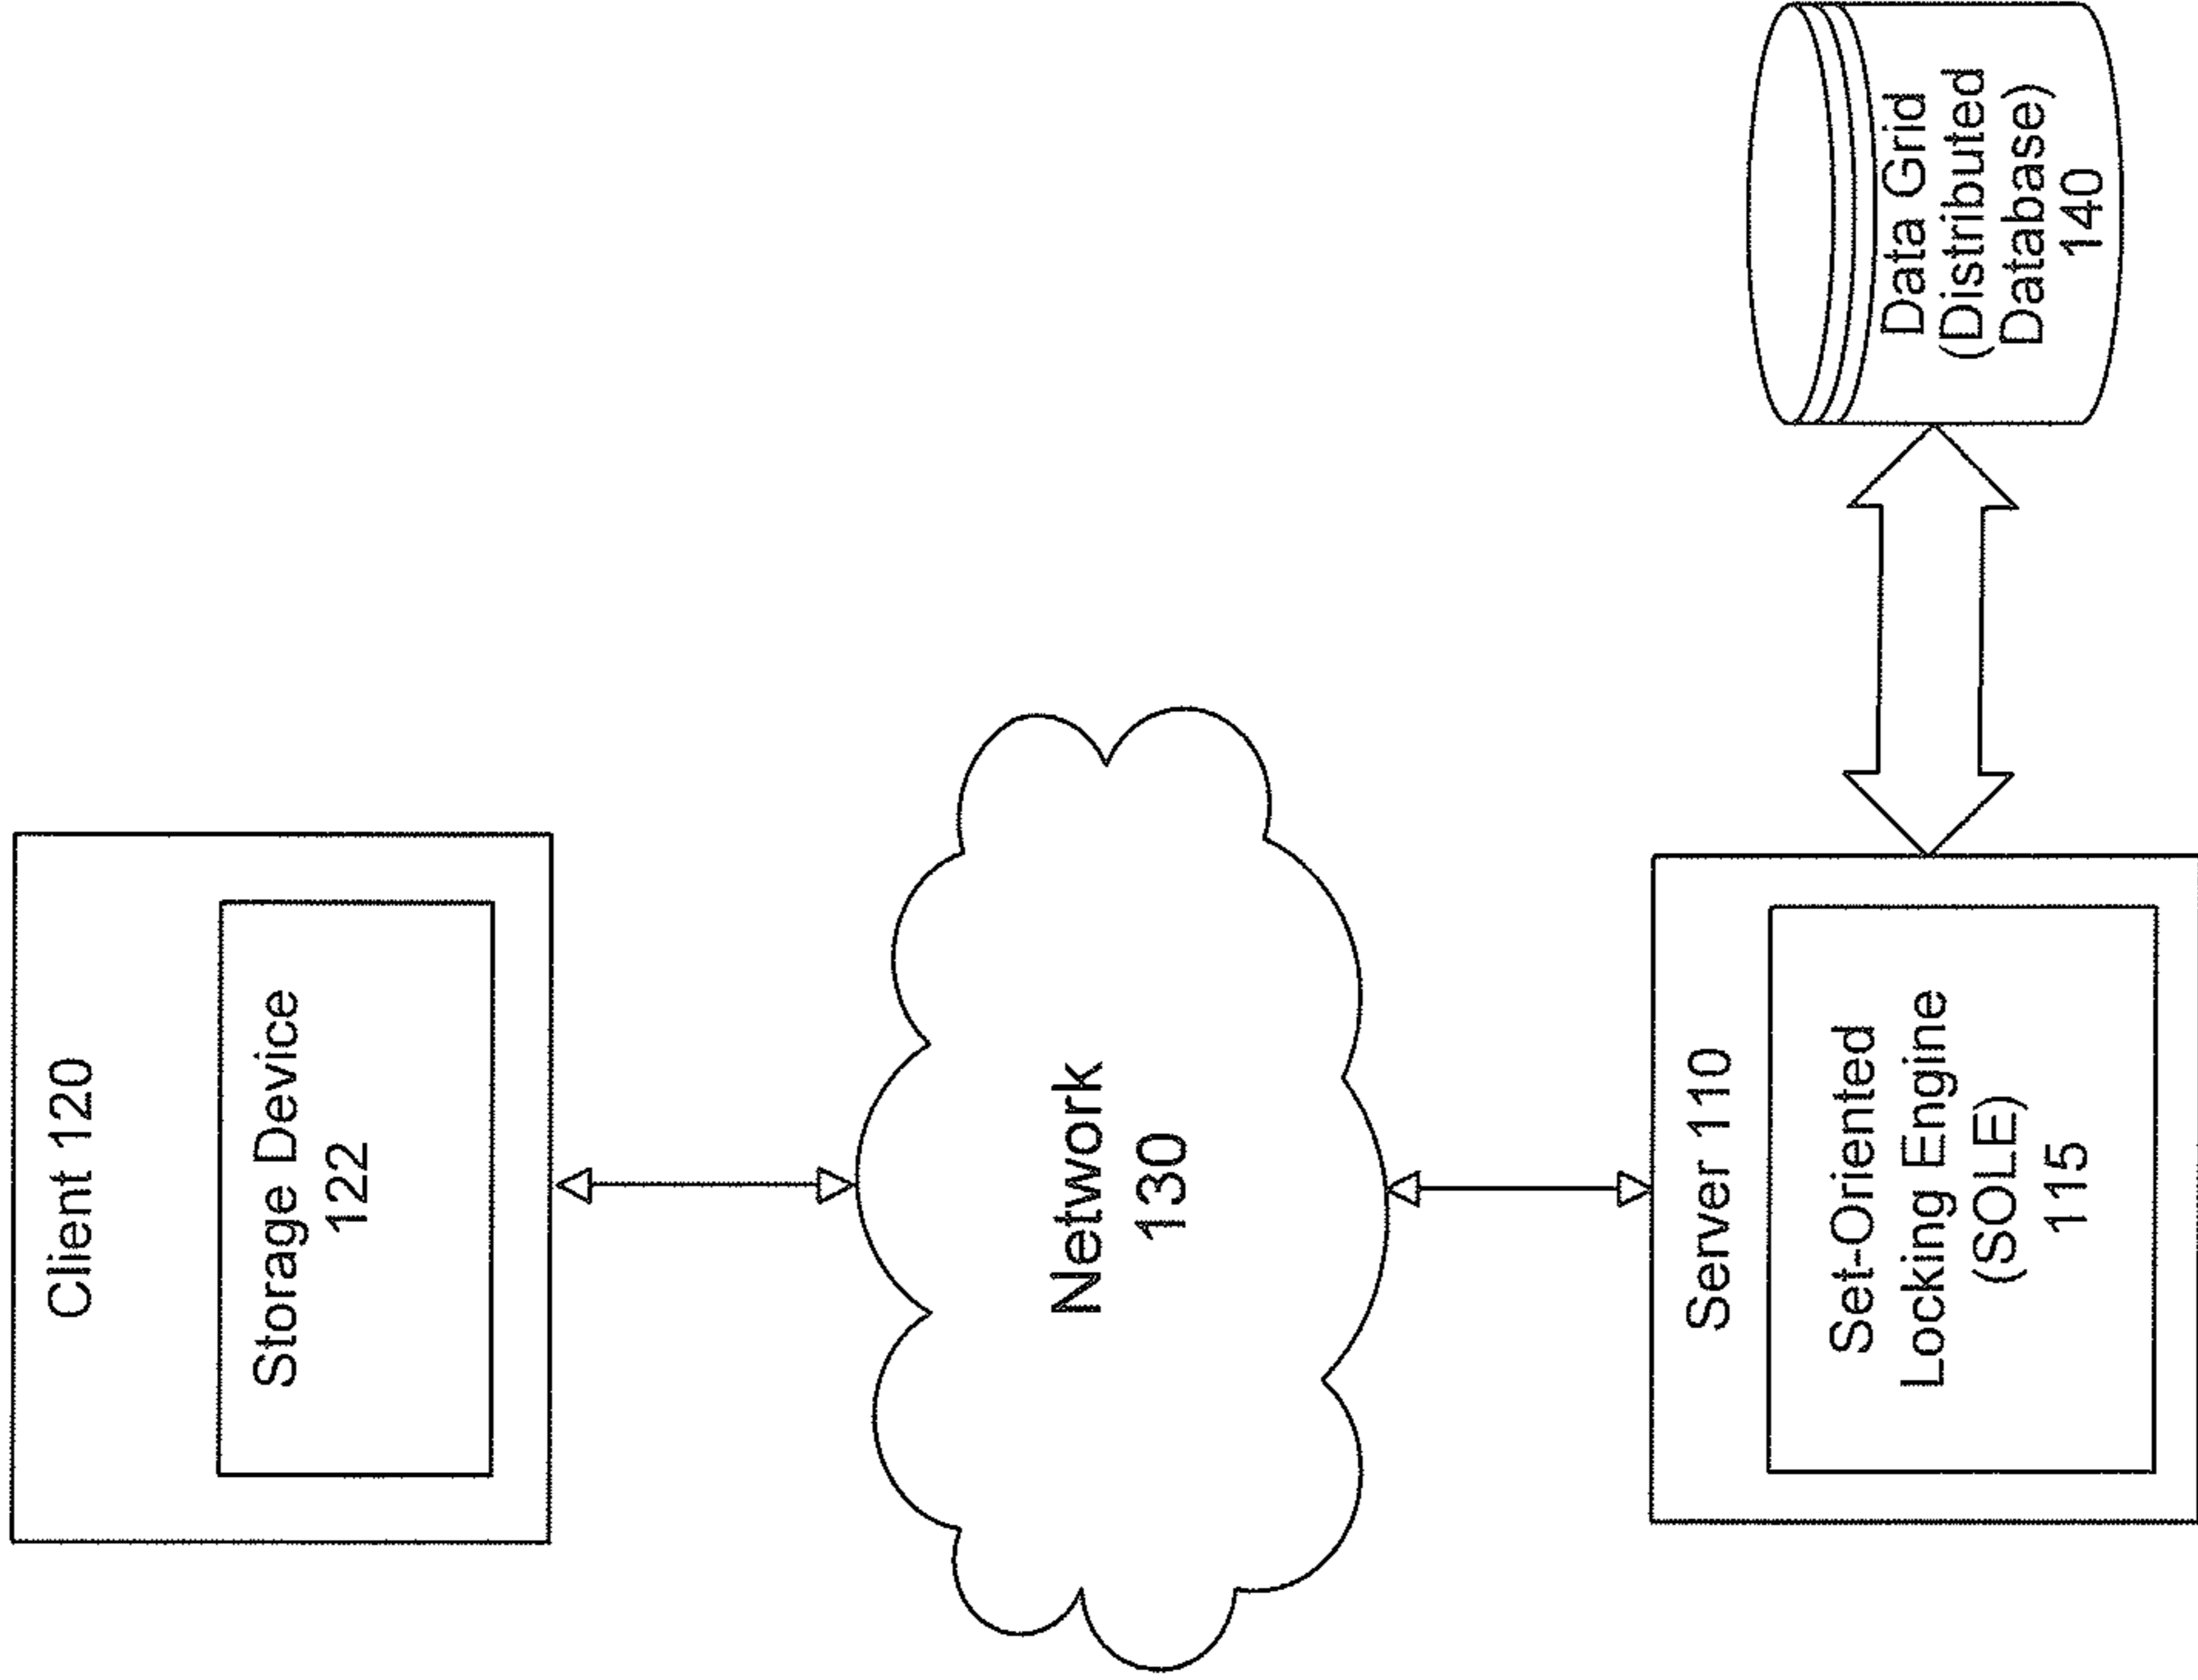 Client 120
Storage Device
122
Network
130
Server 110
Set-Oriented
Locking Engine
(SOLE)
115
Data Grid
(Distributed
Database)
140